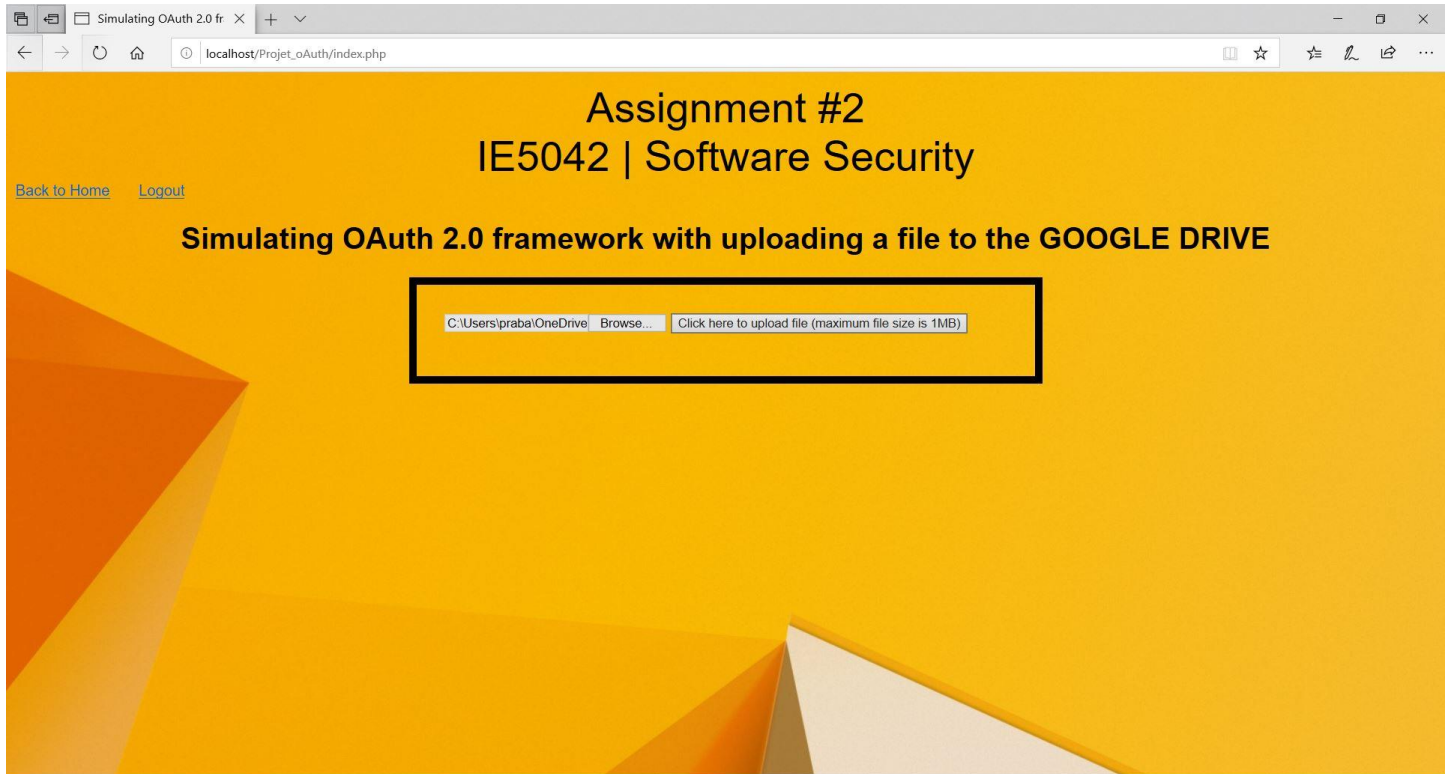 Simulating OAuth 2.0 fr
localhost/Projet_oAuth/index.php
Assignment #2
IE5042 | Software Security
Back to Home Logout
Simulating OAuth 2.0 framework with uploading a file to the GOOGLE DRIVE
C:\Users\praba\OneDrive Browse... Click here to upload file (maximum file size is 1MB)